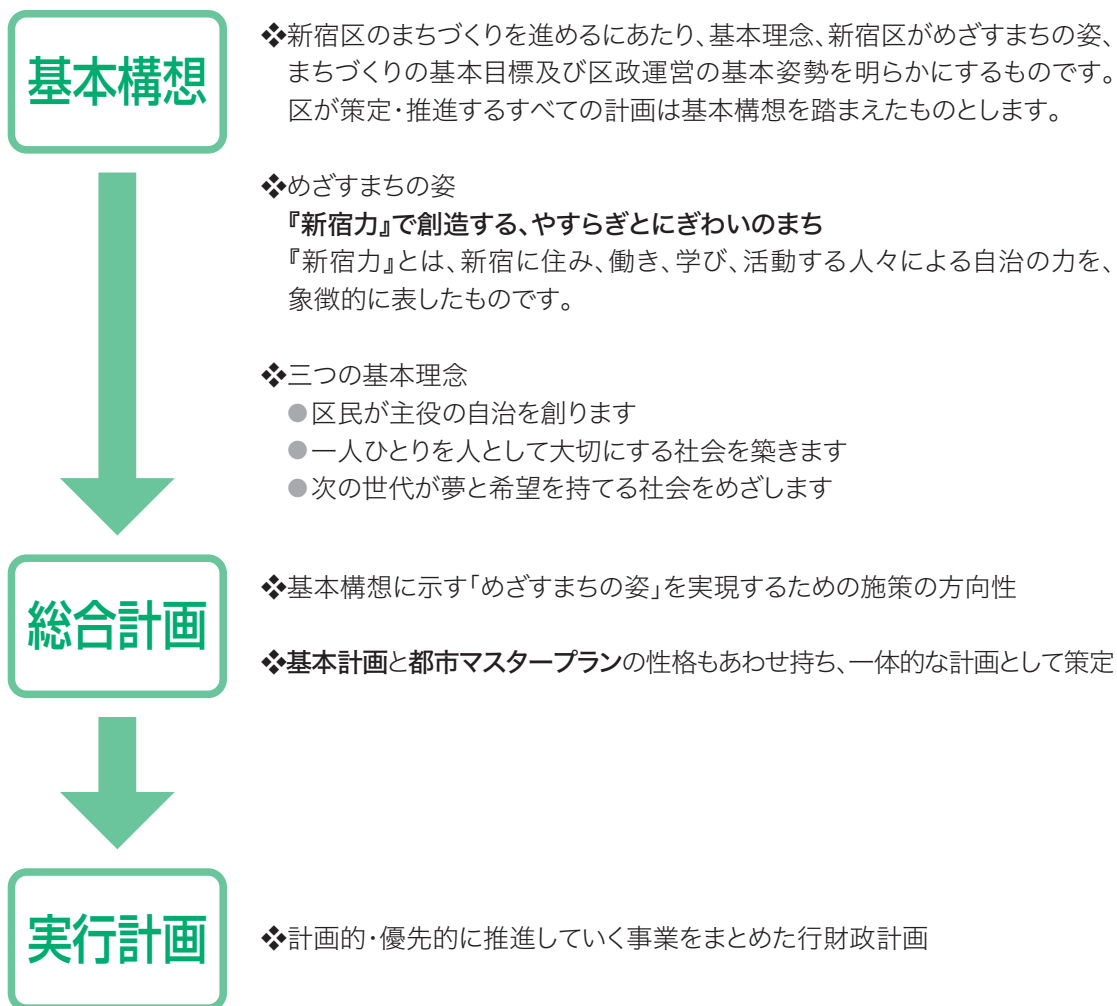 基本構想
❖新宿区のまちづくりを進めるにあたり、基本理念、新宿区がめざすまちの姿、
まちづくりの基本目標及び区政運営の基本姿勢を明らかにするものです。
区が策定・推進するすべての計画は基本構想を踏まえたものとします。
❖めざすまちの姿
『新宿力』で創造する、やすらぎとにぎわいのまち
『新宿力』とは、新宿に住み、働き、学び、活動する人々による自治の力を、
象徴的に表したものです。
❖三つの基本理念
●区民が主役の自治を創ります
●一人ひとりを人として大切にする社会を築きます
●次の世代が夢と希望を持てる社会をめざします
総合計画
❖基本構想に示す「めざすまちの姿」を実現するための施策の方向性
❖基本計画と都市マスタープランの性格もあわせ持ち、一体的な計画として策定
実行計画
❖計画的・優先的に推進していく事業をまとめた行財政計画